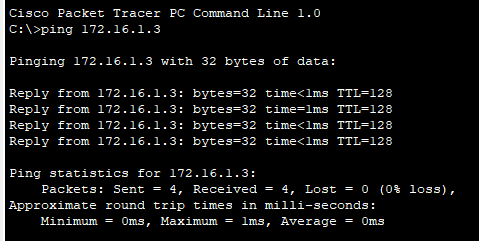 Cisco Packet Tracer PC Command Line 1.0
C:\>ping 172.16.1.3
Pinging 172.16.1.3 with 32 bytes of data:
Reply from 172.16.1.3: bytes=32 time<1ms TTL=128
Reply from 172.16.1.3: bytes=32 time=1ms TTL=128
Reply from 172.16.1.3: bytes=32 time<1ms TTL=128
Reply from 172.16.1.3: bytes=32 time<1ms TTL=128
Ping statistics for 172.16.1.3:
Packets: Sent = 4, Received = 4, Lost = 0 (0% loss),
Approximate round trip times in milli-seconds:
Minimum = 0ms, Maximum = 1ms, Average = 0ms